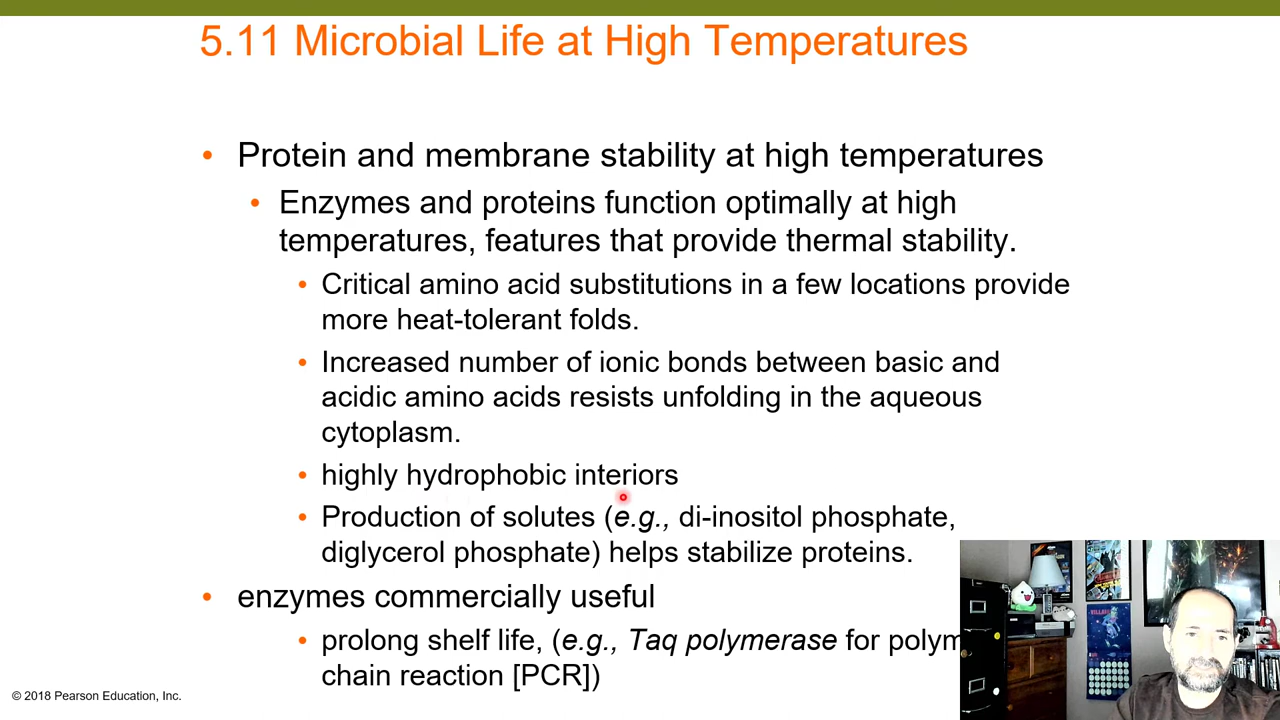 5.11 Microbial Life at High Temperatures
• Protein and membrane stability at high temperatures
• Enzymes and proteins function optimally at high
temperatures, features that provide thermal stability.
• Critical amino acid substitutions in a few locations provide
more heat-tolerant folds.
• Increased number of ionic bonds between basic and
acidic amino acids resists unfolding in the aqueous
cytoplasm.
• highly hydrophobic interiors
• Production of solutes (e.g., di-inositol phosphate,
diglycerol phosphate) helps stabilize proteins.
• enzymes commercially useful
• prolong shelf life, (e.g., Taq polymerase for polym
chain reaction [PCR])
© 2018 Pearson Education, Inc.